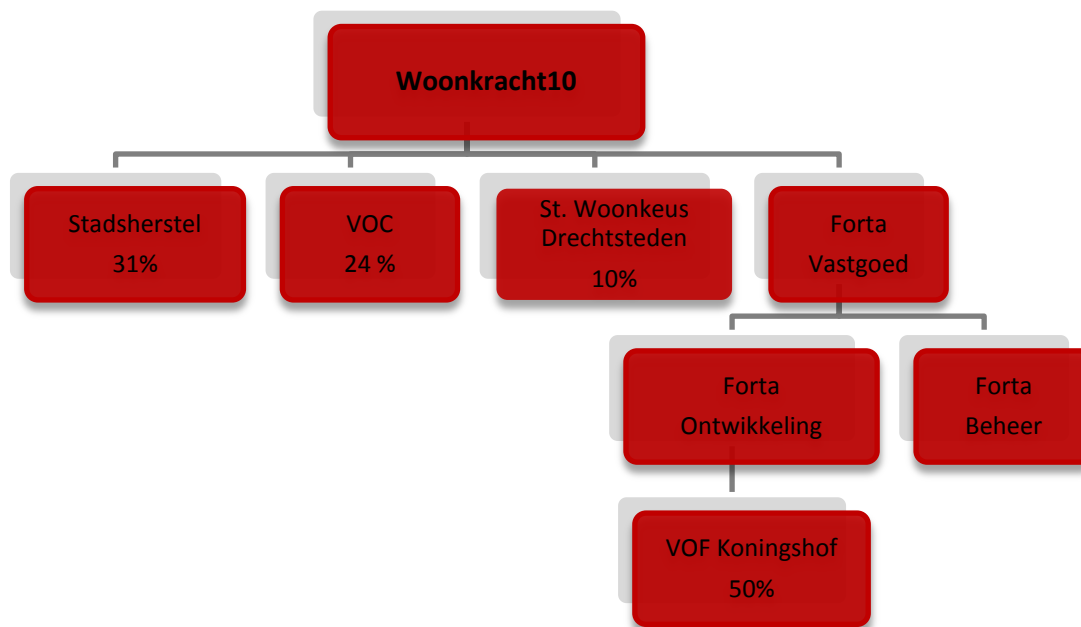 Woonkracht10
Stadsherstel
31%
VOC
24 %
St. Woonkeus
Drechtsteden
10%
Forta
Vastgoed
Forta
Ontwikkeling
Forta
Beheer
VOF Koningshof
50%